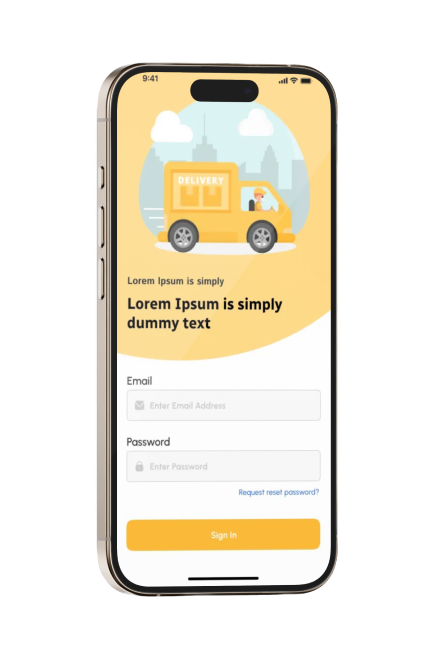 9:41
DELIVERY
Lorem Ipsum is simply
Lorem Ipsum is simply
dummy text
Email
Enter Email Address
Password
Enter Password
Request reset password?
Sign In